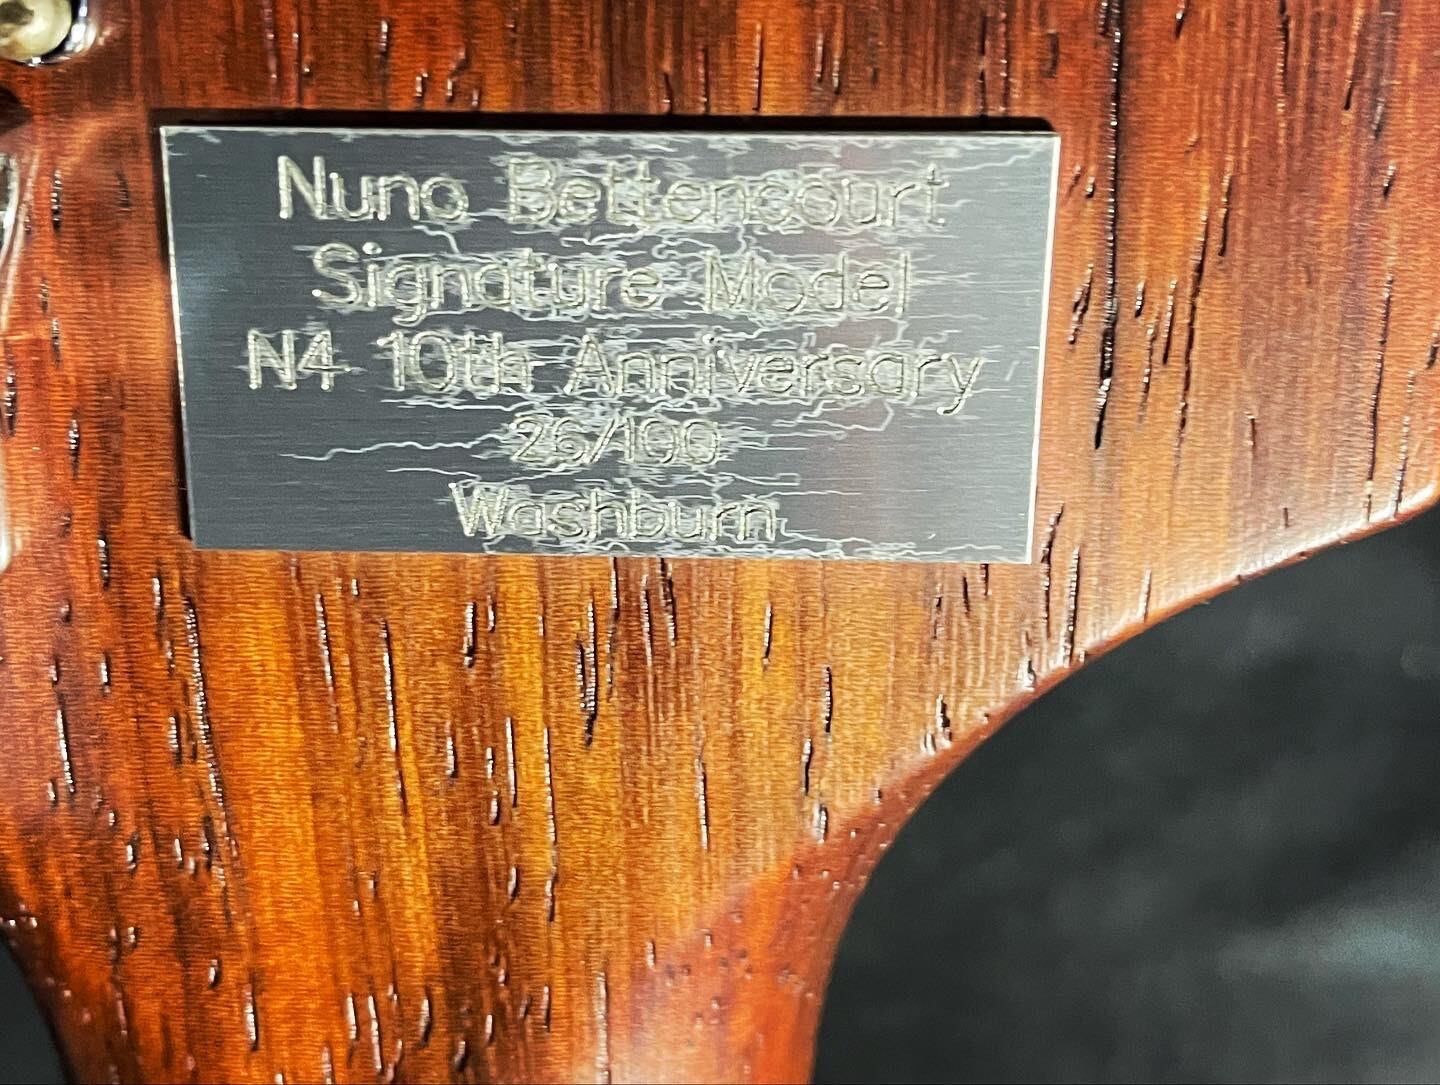 Nuno Bettencourt
Signature Model
N4 10th Anniversary
26/100
Washburn